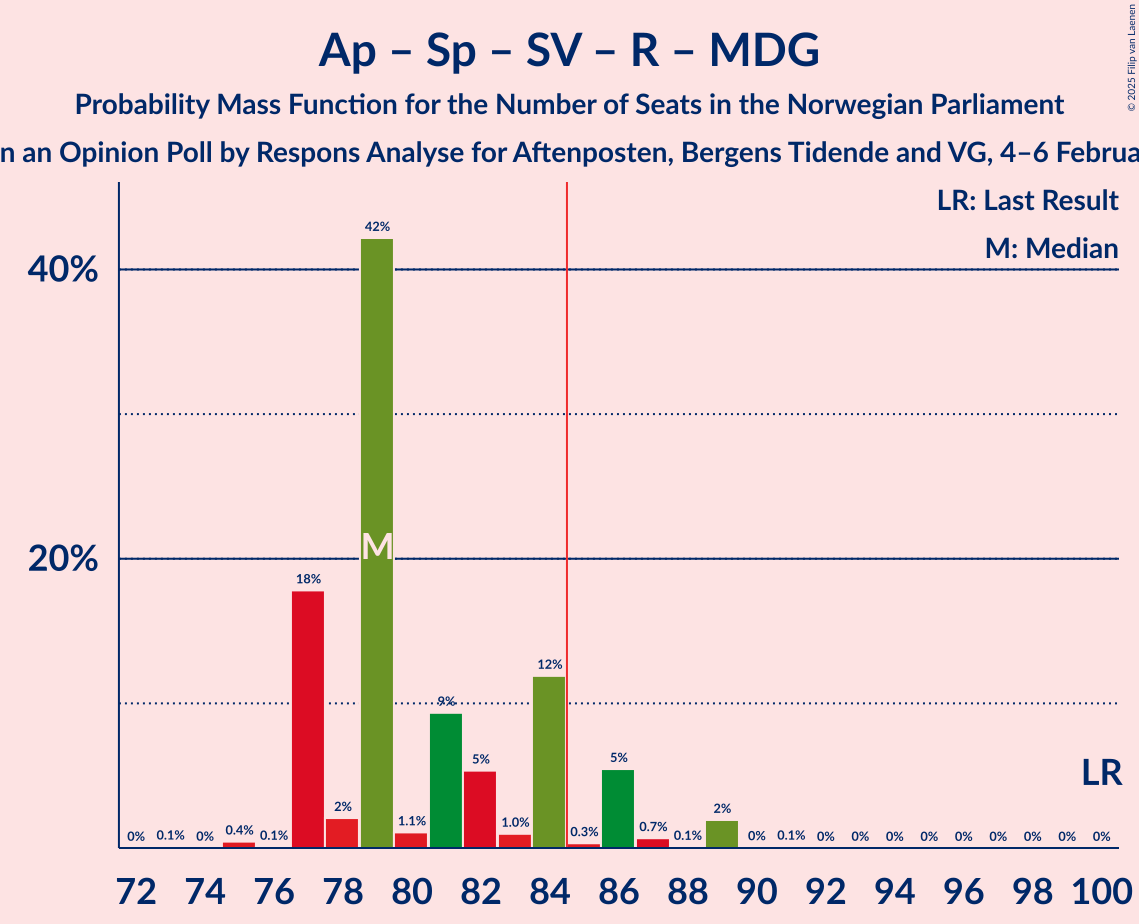 Ap – Sp – SV – R – MDG
Probability Mass Function for the Number of Seats in the Norwegian Parliament
n an Opinion Poll by Respons Analyse for Aftenposten, Bergens Tidende and VG, 4–6 Februa
© 2025 Filip van Laenen
LR: Last Result
M: Median
40%
20%
42%
M
18%
12%
9%
5%
5%
2%
2%
0% 0.1% 0% 0.4% 0.1% 1.1% 1.0% 0.3% 0.7% 0.1% 0% 0.1% 0% 0% 0% 0% 0% 0% 0% 0% 0%
LR
72 74 76 78 80 82 84 86 88 90 92 94 96 98 100